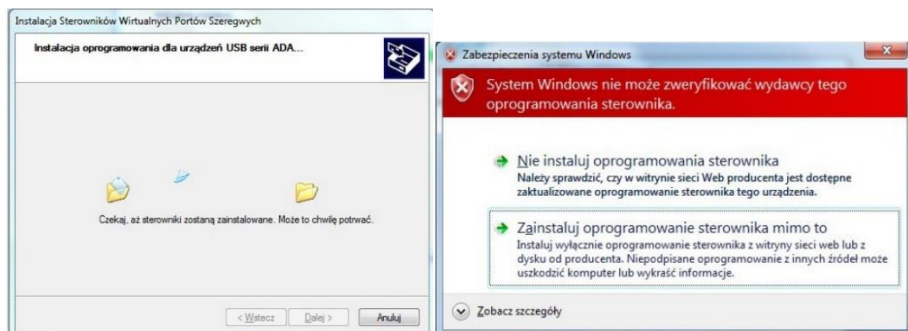 Instalacja Sterowników Wirtualnych Portów Szeregwych
Instalacja oprogramowania dla urządzeń USB serii ADA...
Czekaj, aż sterowniki zostaną zainstalowane. Może to chwilę potrwać.
< Wstecz
Dalej >
Anuluj
Zabezpieczenia systemu Windows
System Windows nie może zweryfikować wydawcy tego
oprogramowania sterownika.
Nie instaluj oprogramowania sterownika
Należy sprawdzić, czy w witrynie sieci Web producenta jest dostępne
zaktualizowane oprogramowanie sterownika tego urządzenia.
Zainstaluj oprogramowanie sterownika mimo to
Instaluj wyłącznie oprogramowanie sterownika z witryny sieci web lub z
dysku od producenta. Niepodpisane oprogramowanie z innych źródeł może
uszkodzić komputer lub wykraść informacje.
Zobacz szczegóły